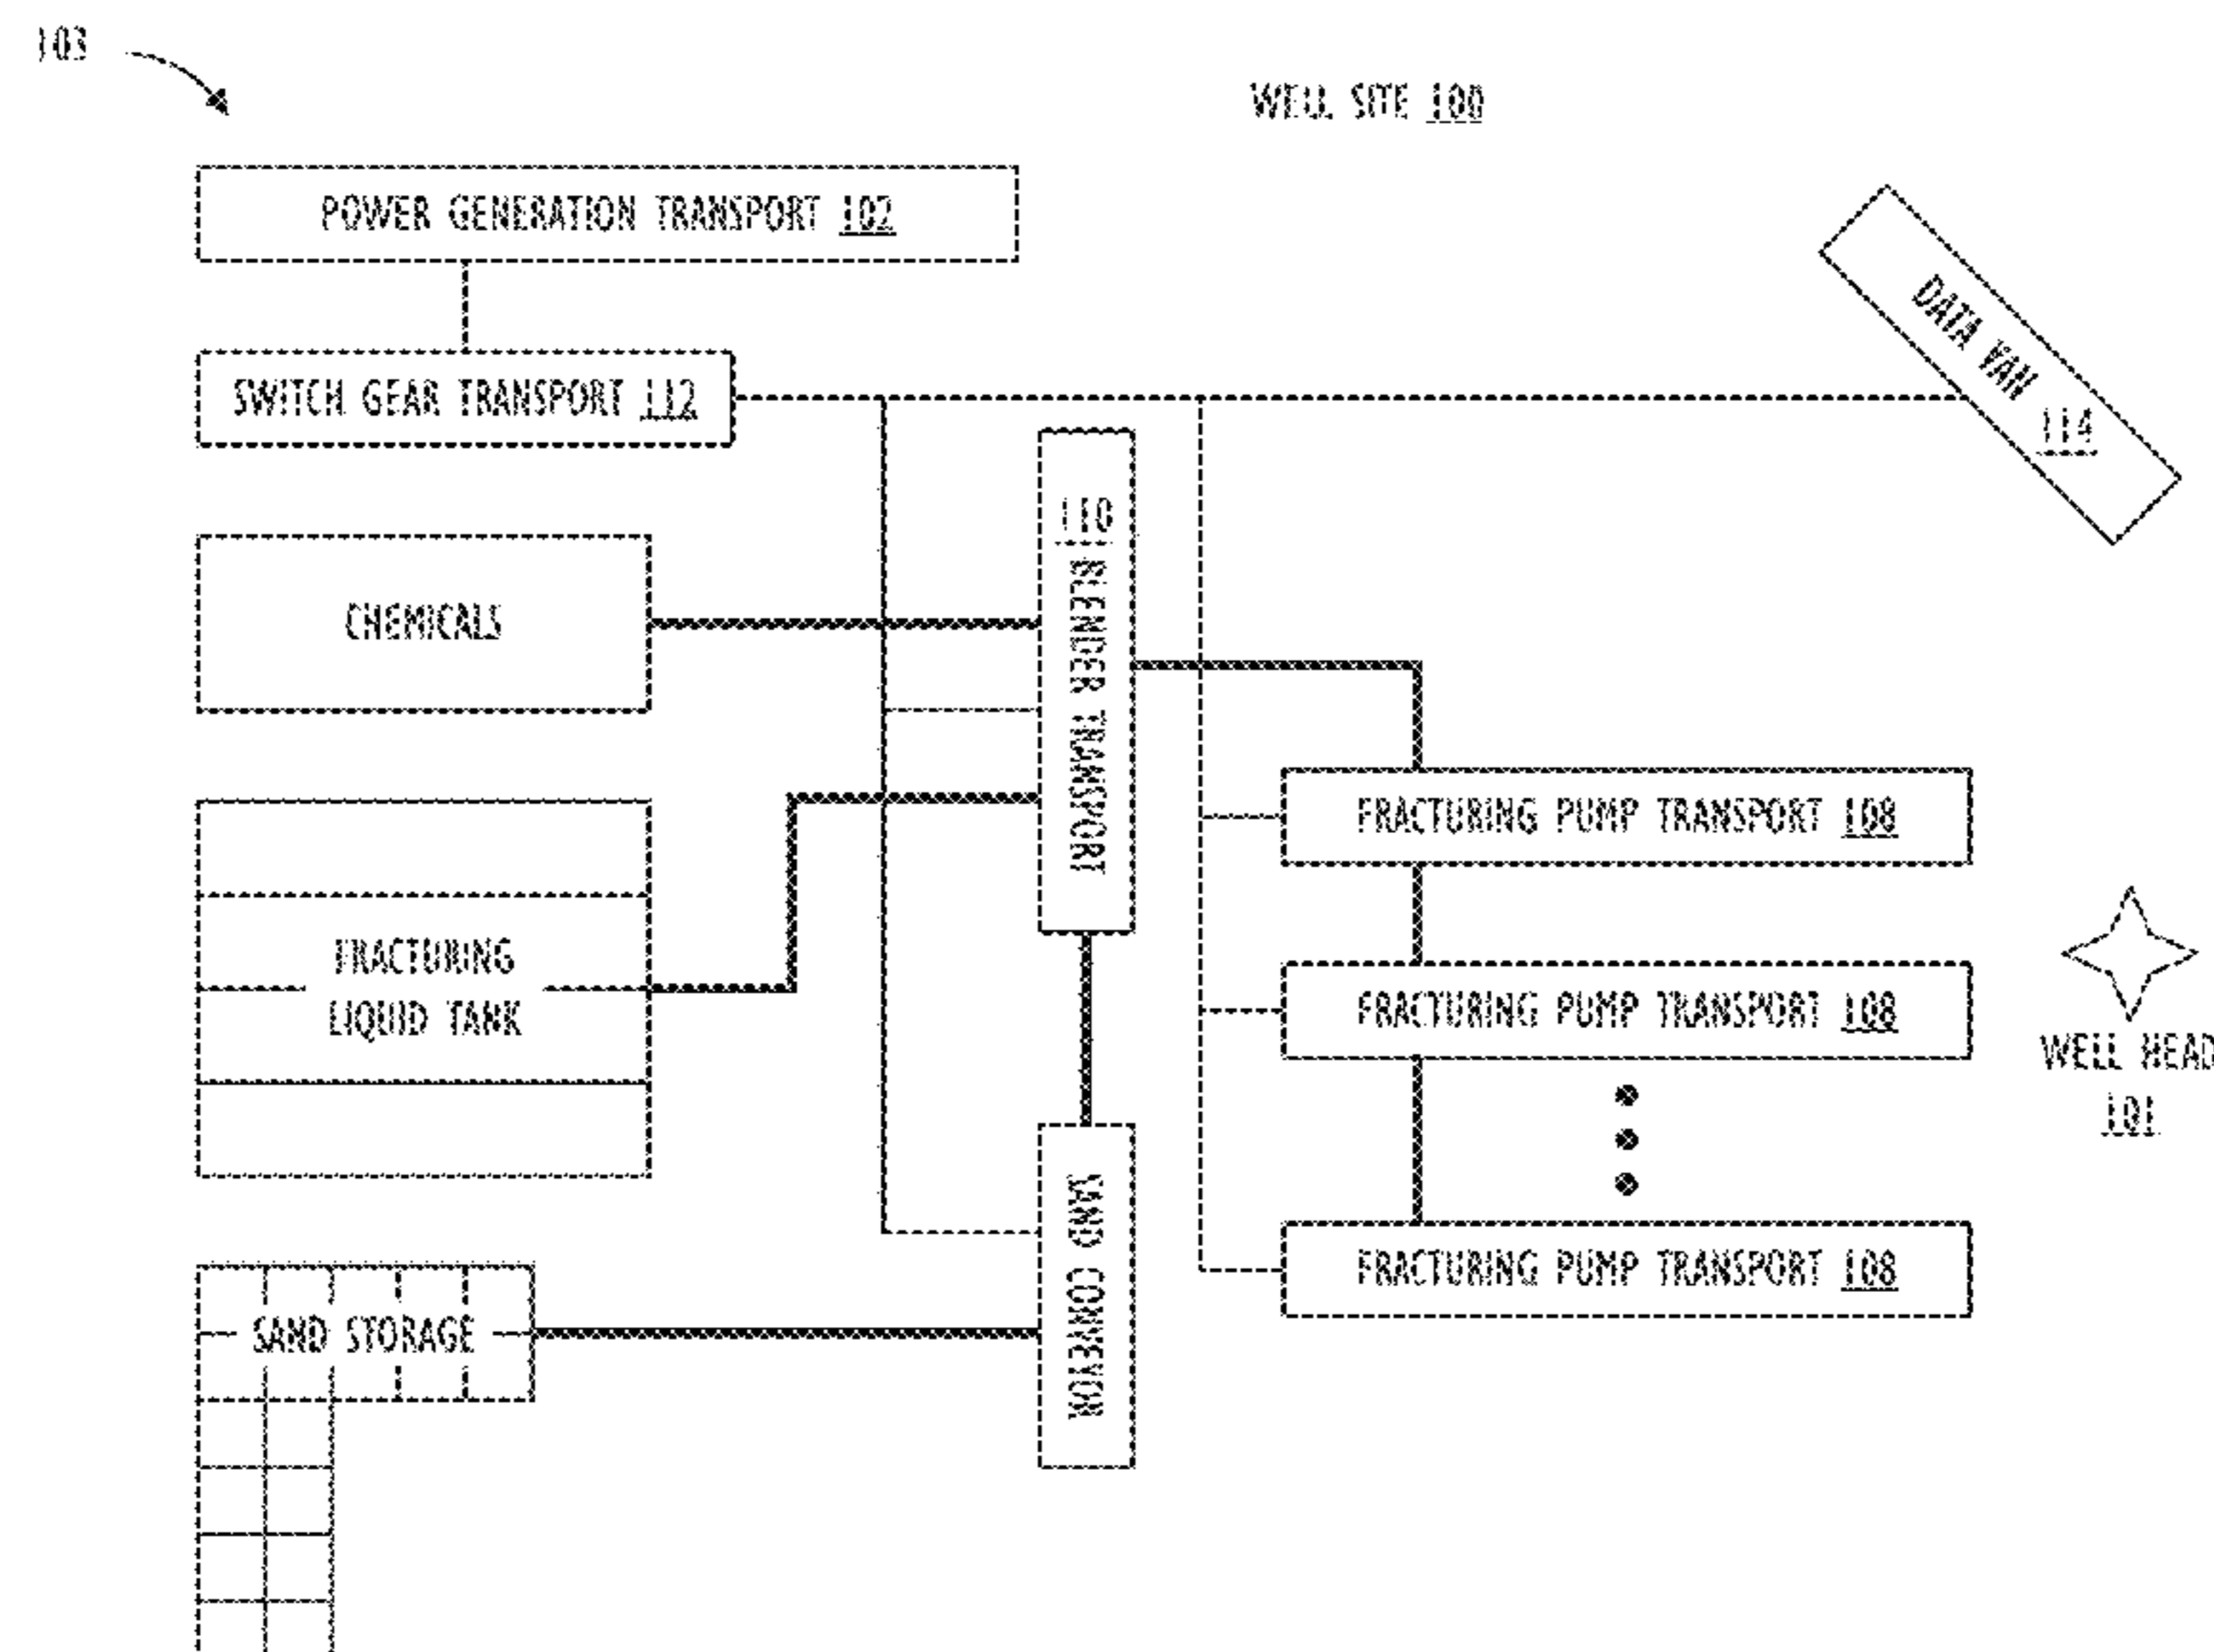 103
WELL SITE 100
POWER GENERATION TRANSPORT 102
SWITCH GEAR TRANSPORT 112
DATA VAN 114
110 BLENDER TRANSPORT
CHEMICALS
FRACTURING PUMP TRANSPORT 108
FRACTURING
LIQUID TANK
FRACTURING PUMP TRANSPORT 108
WELL HEAD
101
SAND CONVEYOR
FRACTURING PUMP TRANSPORT 108
SAND STORAGE